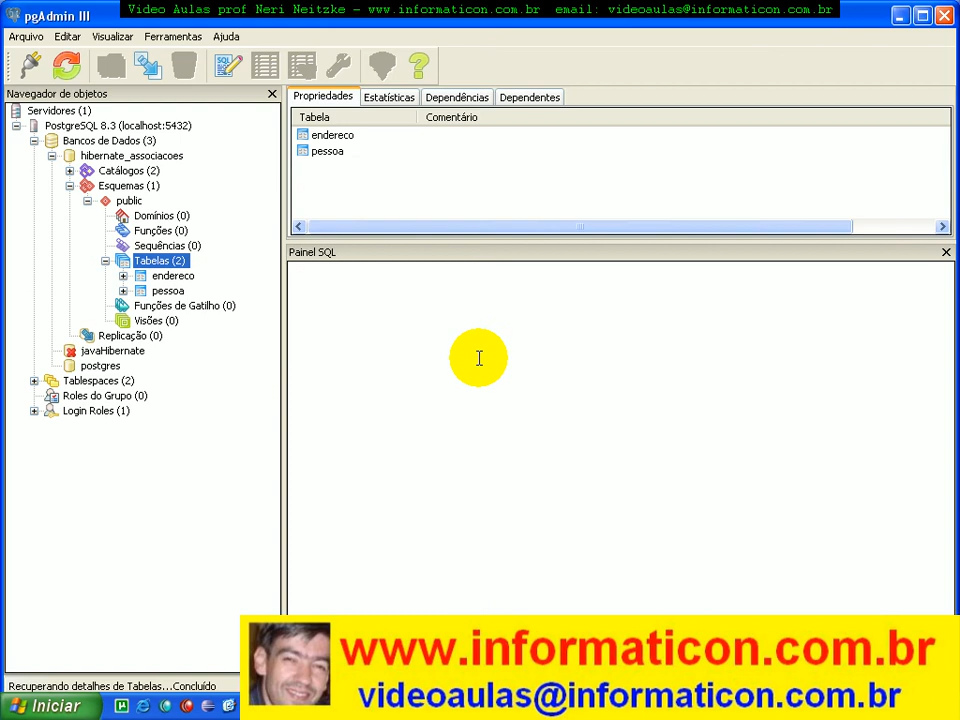 Video Aulas prof Neri Neitzke - www.informaticon.com.br  email: videoaulas@informaticon.com.br
pgAdmin III
Arquivo Editar Visualizar Ferramentas Ajuda
SQL
Navegador de objetos
Servidores (1)
PostgreSQL 8.3 (localhost:5432)
Bancos de Dados (3)
hibernate_associacoes
Catálogos (2)
Esquemas (1)
public
Domínios (0)
Funções (0)
Sequências (0)
Tabelas (2)
endereco
pessoa
Funções de Gatilho (0)
Visões (0)
Replicação (0)
javaHibernate
postgres
Tablespaces (2)
Roles do Grupo (0)
Login Roles (1)
Propriedades Estatísticas Dependências Dependentes
Tabela Comentário
endereco
pessoa
Painel SQL
Recuperando detalhes de Tabelas...Concluído
Iniciar
www.informaticon.com.br
videoaulas@informaticon.com.br